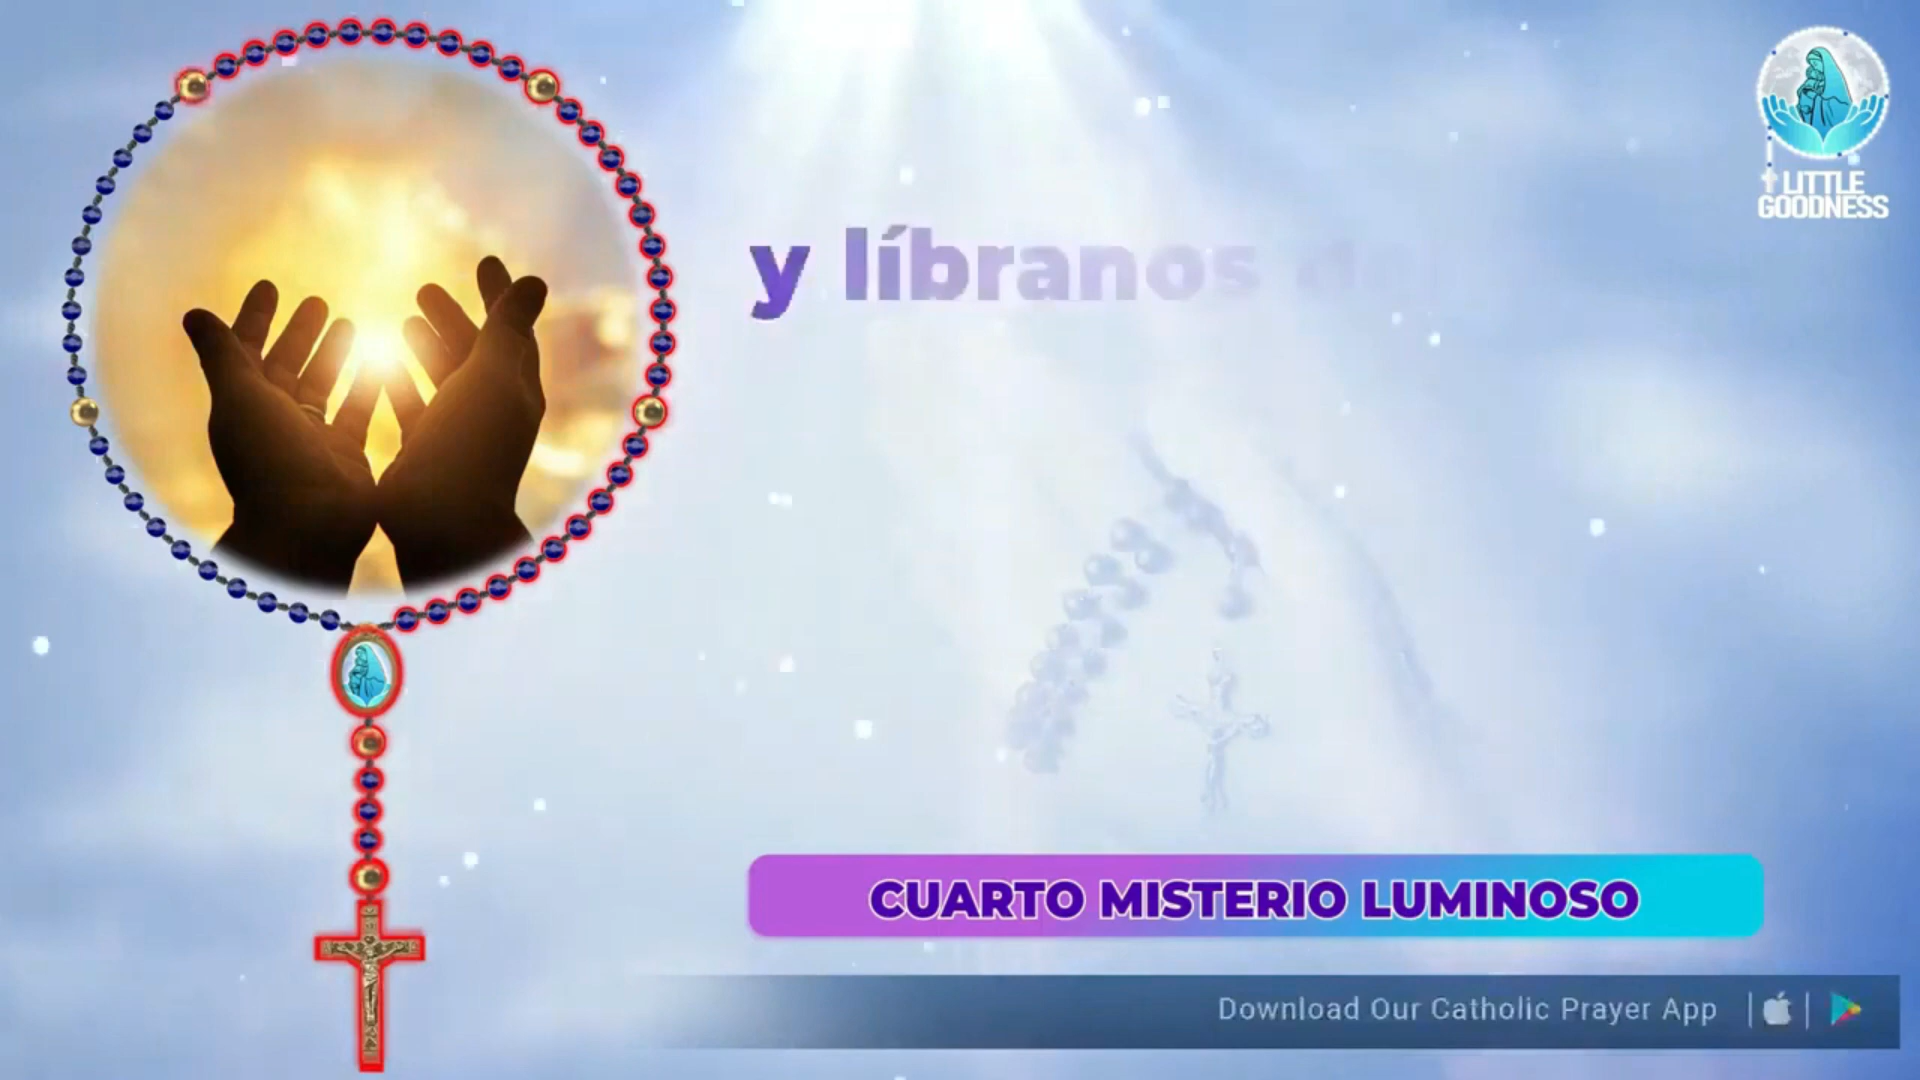 LITTLE
GOODNESS
y líbranos
CUARTO MISTERIO LUMINOSO
Download Our Catholic Prayer App